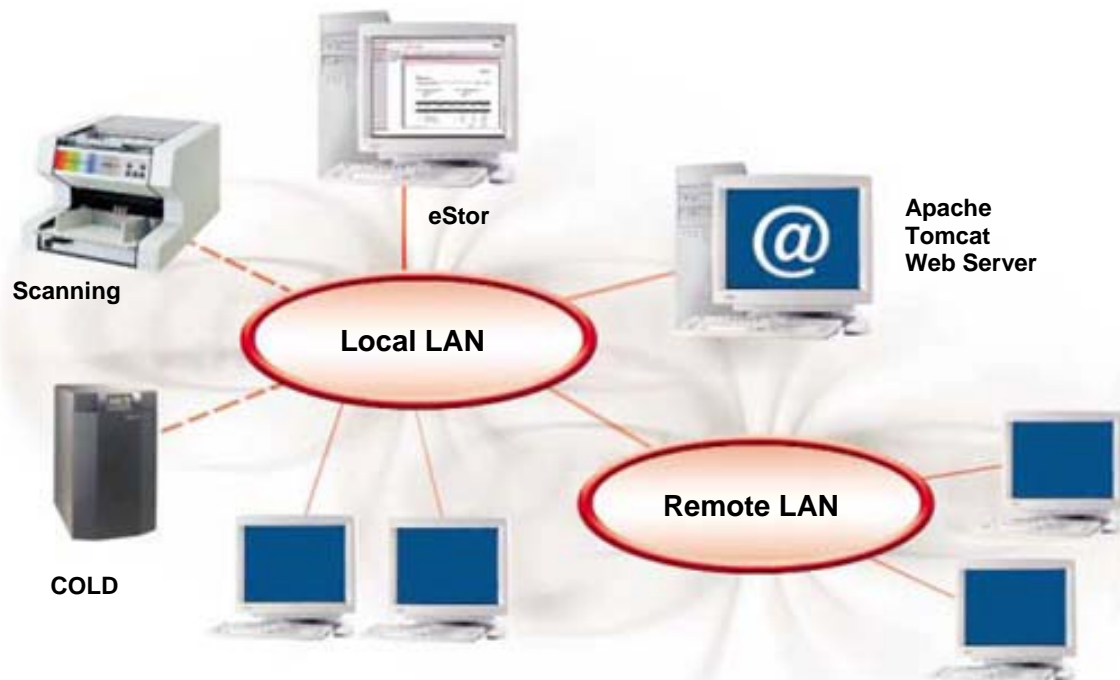 eStor
Scanning
Apache
Tomcat
Web Server
@
Local LAN
Remote LAN
COLD